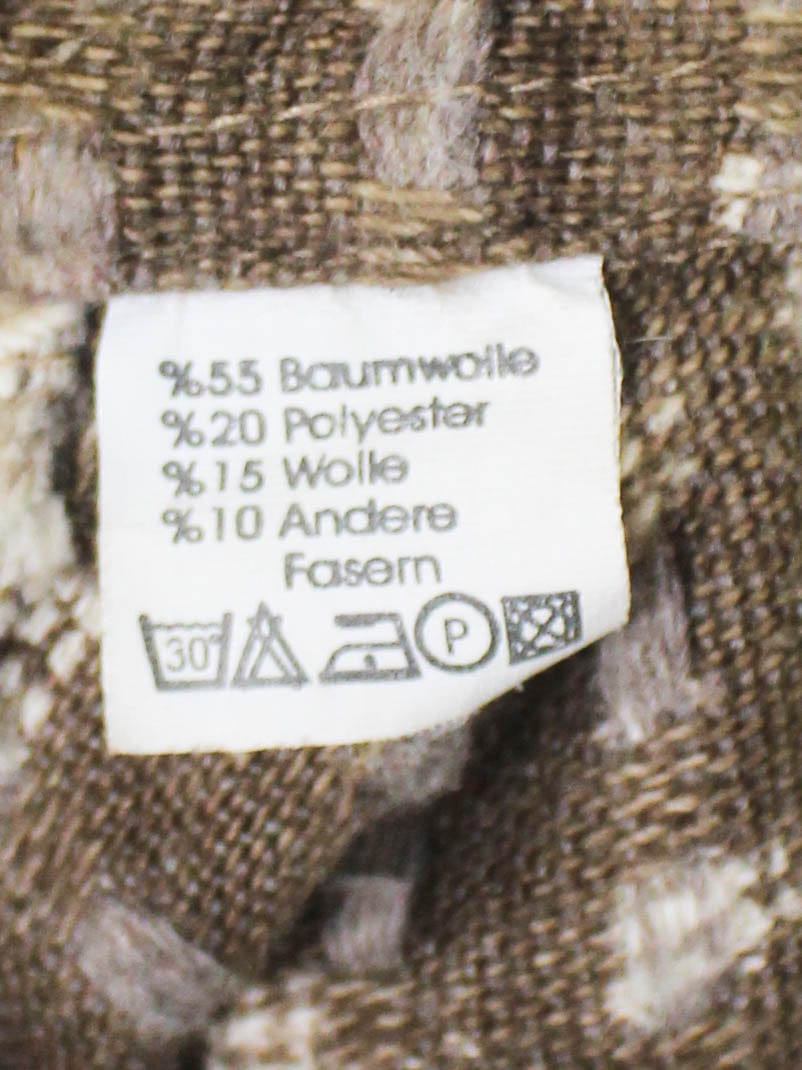 %55 Baumwolle
%20 Polyester
%15 Wolle
%10 Andere
Fasern
30° P